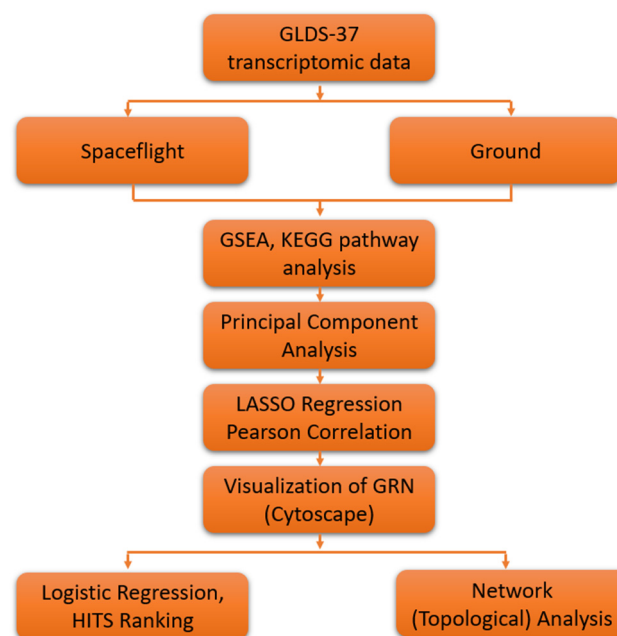 GLDS-37
transcriptomic data
Spaceflight
Ground
GSEA, KEGG pathway
analysis
Principal Component
Analysis
LASSO Regression
Pearson Correlation
Visualization of GRN
(Cytoscape)
Logistic Regression,
HITS Ranking
Network
(Topological) Analysis